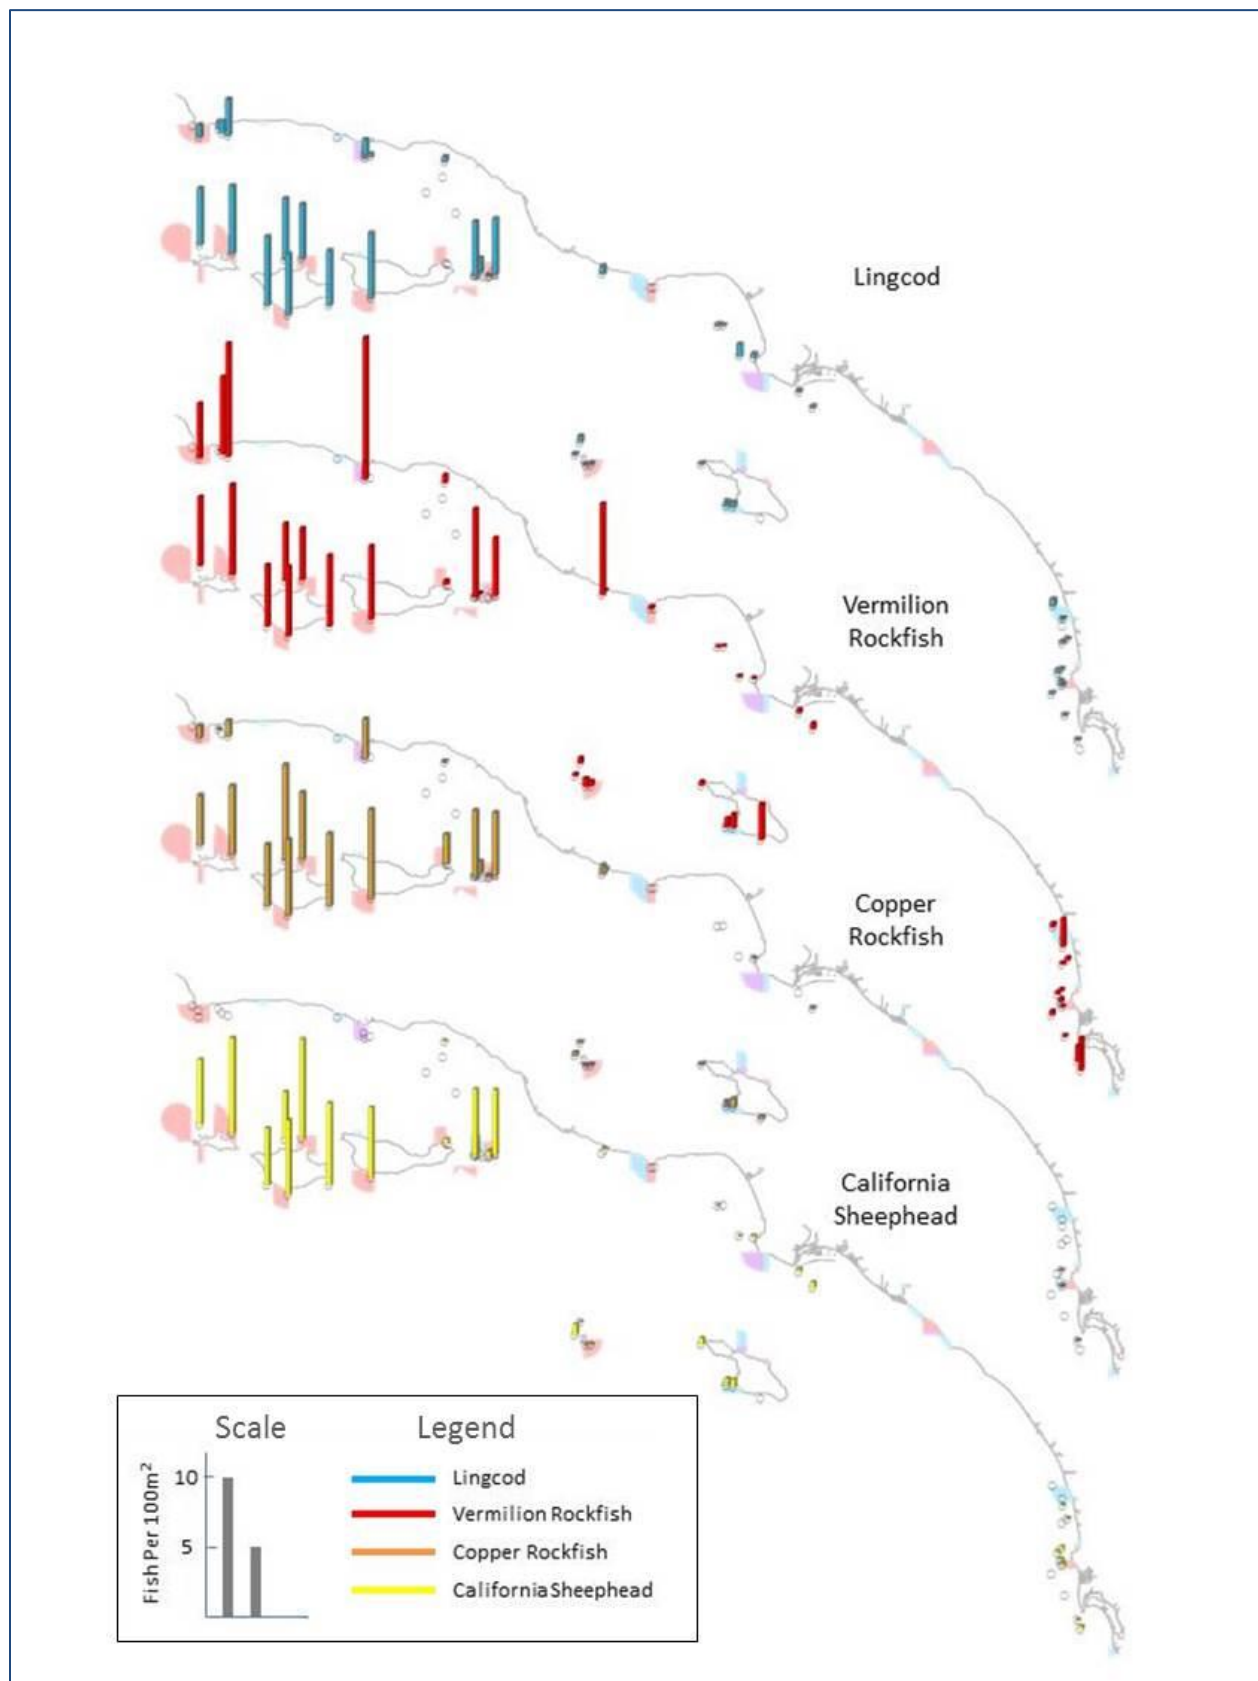 Lingcod
Vermilion
Rockfish
Copper
Rockfish
California
Sheephead
Scale
Legend
Fish Per 100m²
10
5
Lingcod
Vermilion Rockfish
Copper Rockfish
California Sheephead